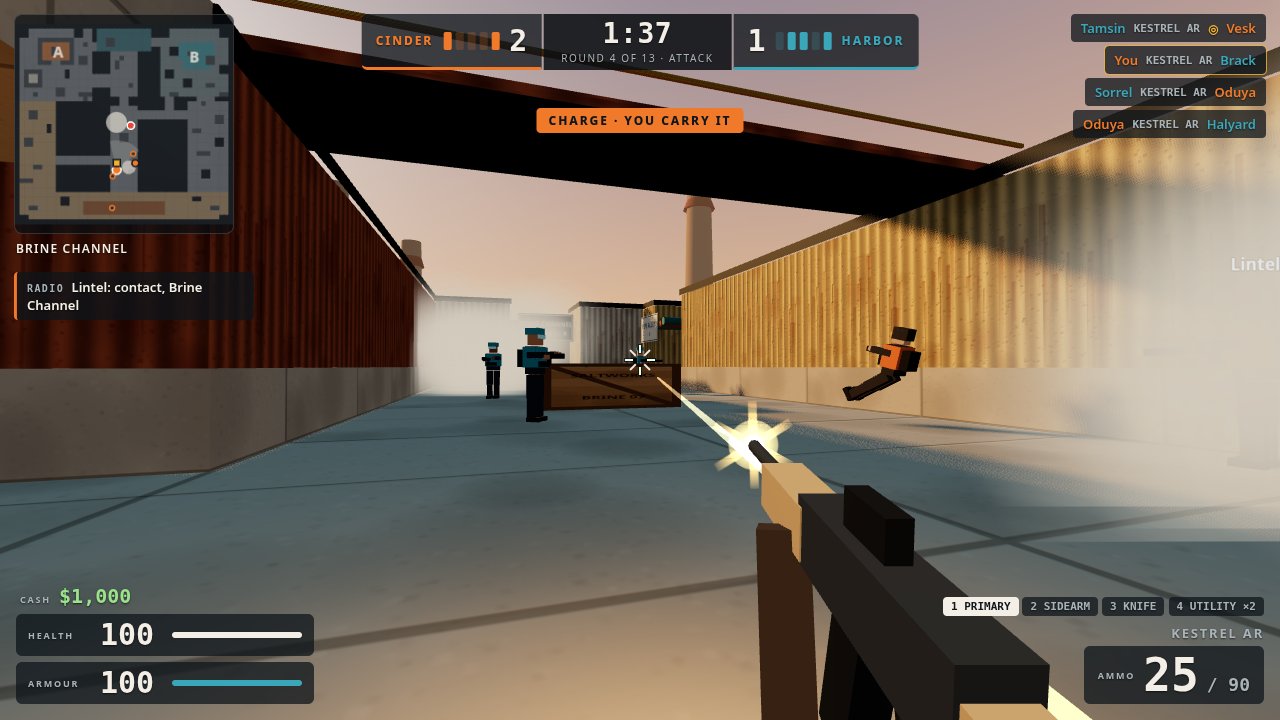 A
B
BRINE CHANNEL
RADIO Lintel: contact, Brine
Channel
CINDER 2
1:37
ROUND 4 OF 13 · ATTACK
1 HARBOR
CHARGE · YOU CARRY IT
Tamsin KESTREL AR Vesk
You KESTREL AR Brack
Sorrel KESTREL AR Oduya
Oduya KESTREL AR Halyard
Lintel
CASH $1,000
HEALTH 100
ARMOUR 100
1 PRIMARY
2 SIDEARM
3 KNIFE
4 UTILITY ×2
KESTREL AR
AMMO 25 / 90